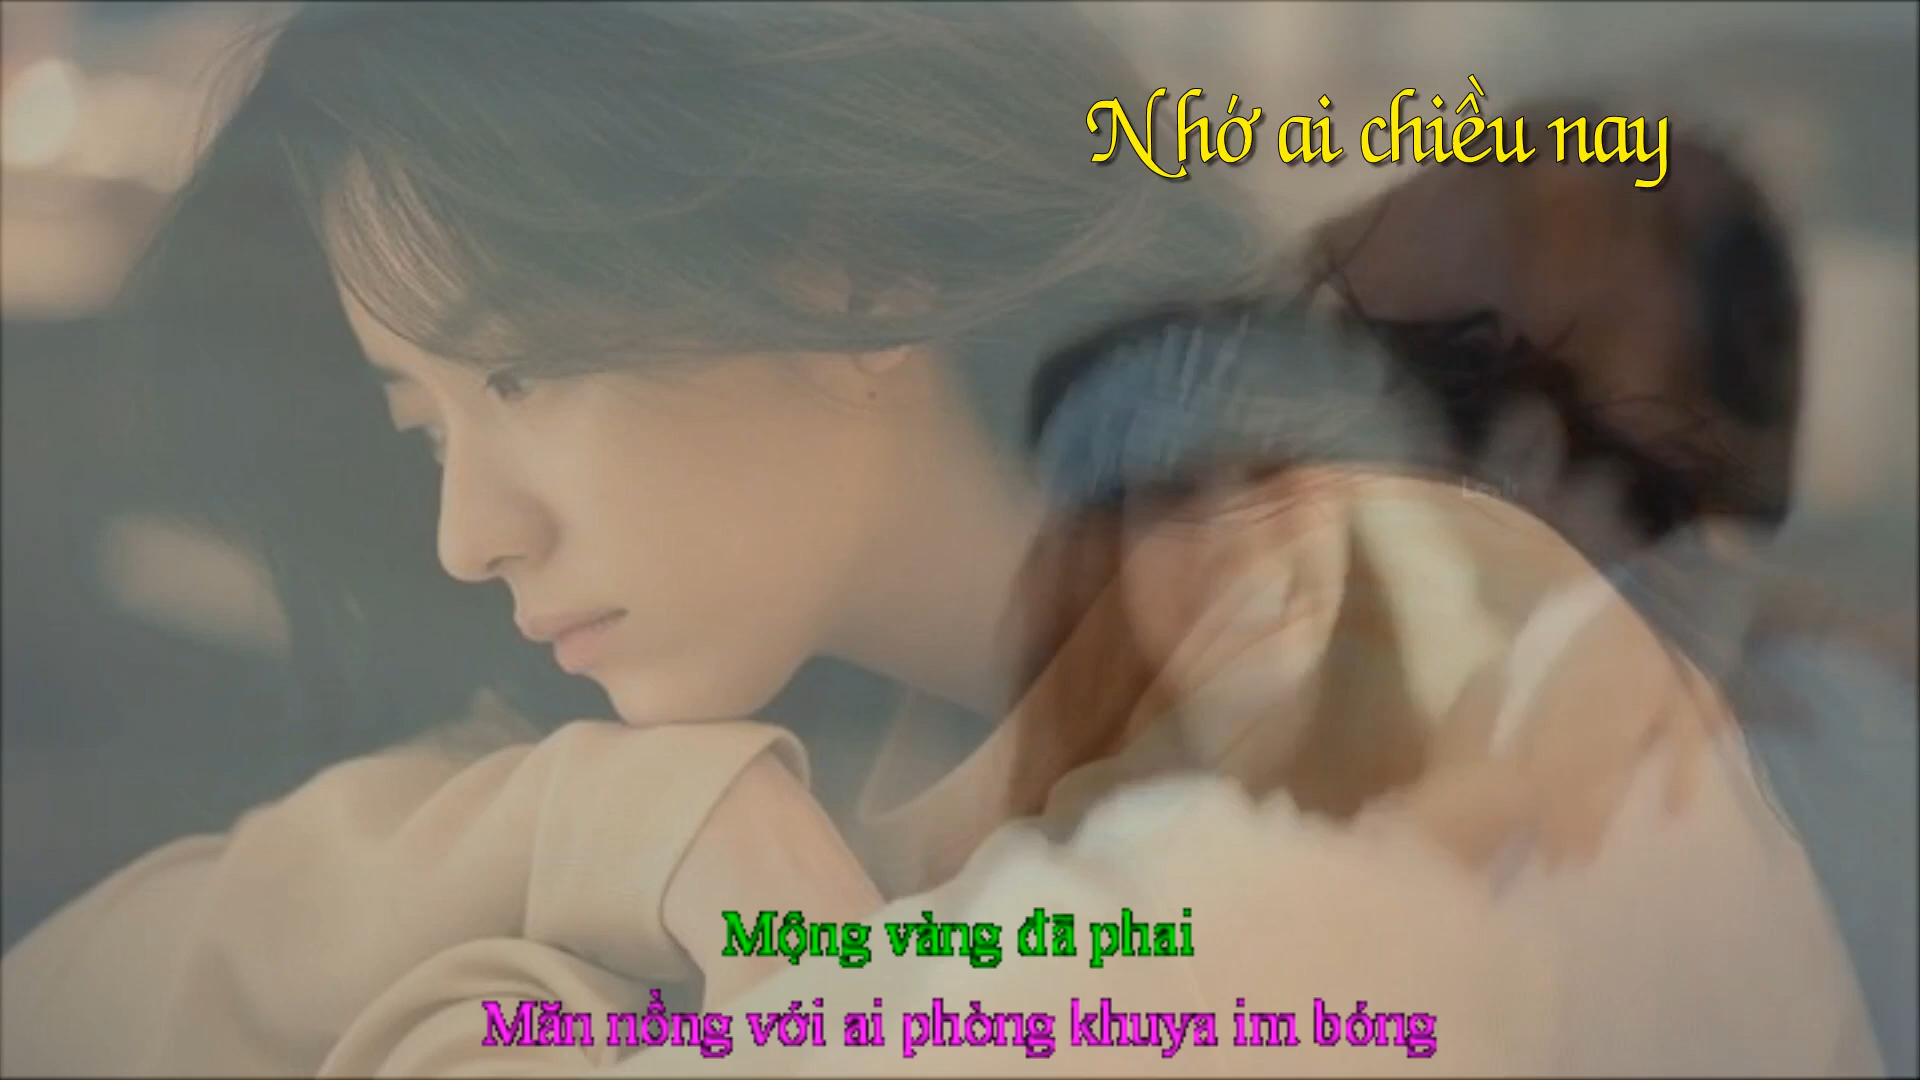 Nhớ ai chiều nay
Mộng vàng đã phai
Mặn nồng với ai phòng khuya im bóng